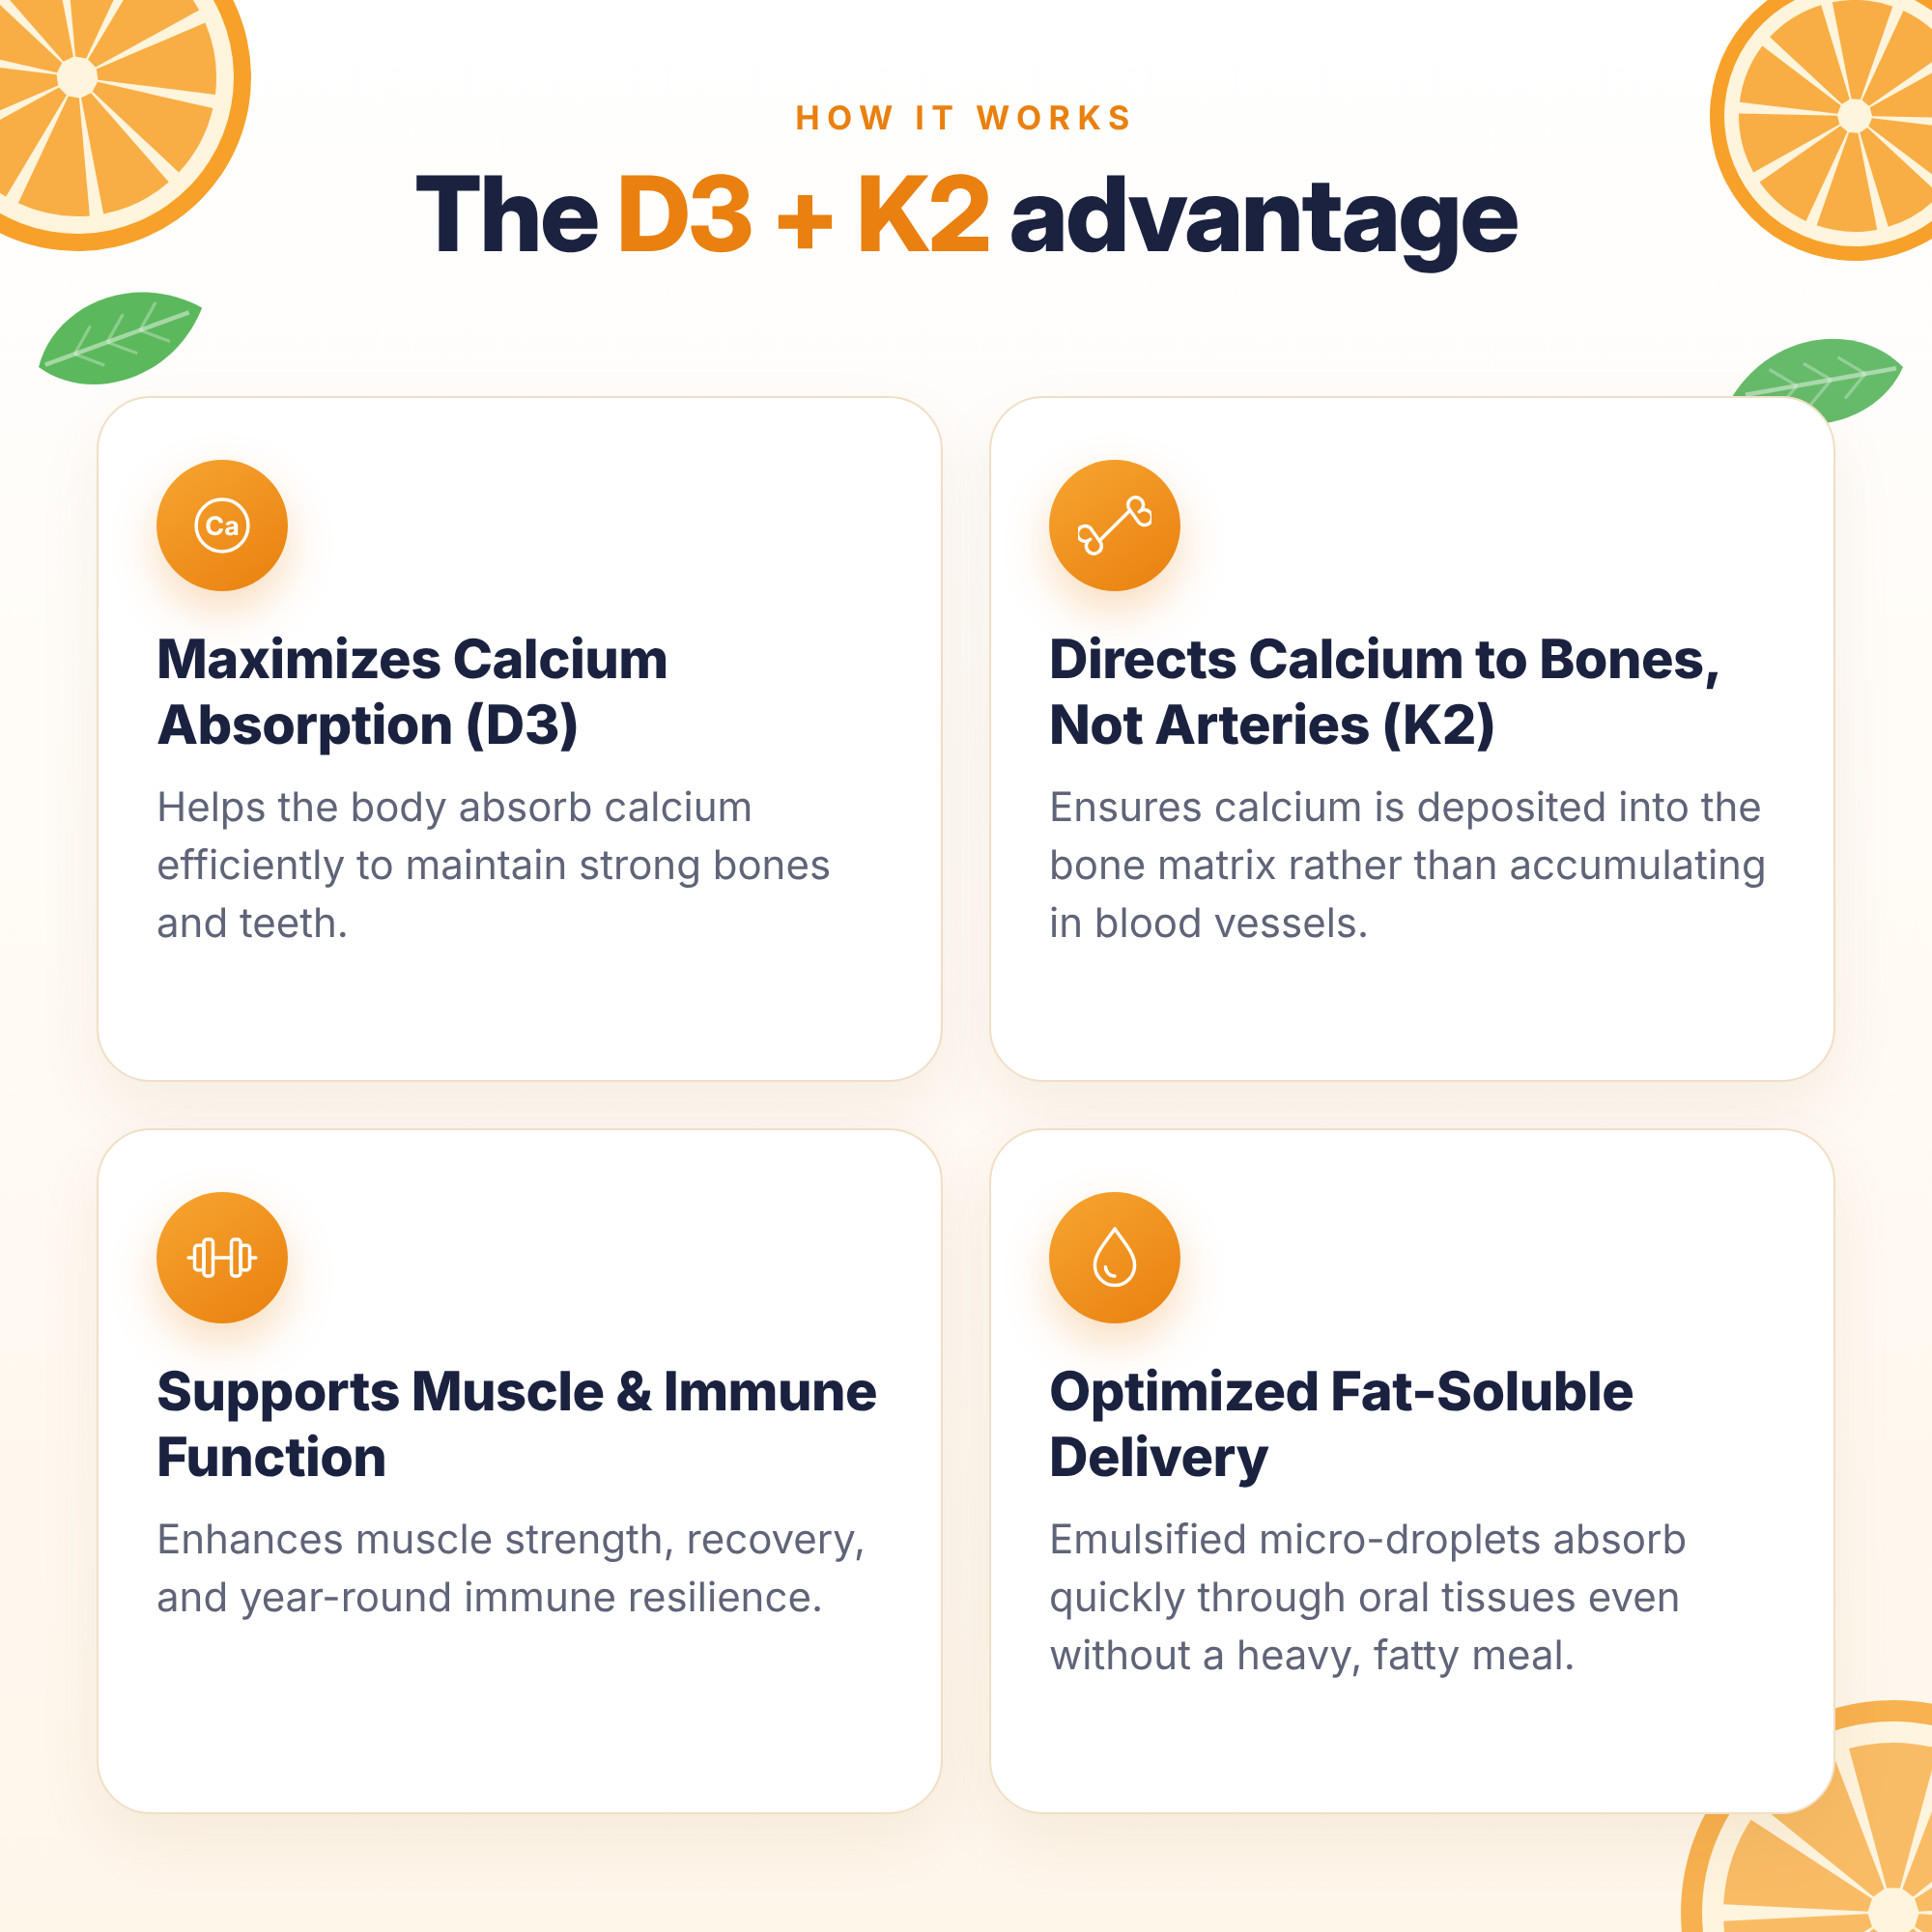 HOW IT WORKS
The D3 + K2 advantage
Ca
Maximizes Calcium
Absorption (D3)
Helps the body absorb calcium
efficiently to maintain strong bones
and teeth.
Directs Calcium to Bones,
Not Arteries (K2)
Ensures calcium is deposited into the
bone matrix rather than accumulating
in blood vessels.
Supports Muscle & Immune
Function
Enhances muscle strength, recovery,
and year-round immune resilience.
Optimized Fat-Soluble
Delivery
Emulsified micro-droplets absorb
quickly through oral tissues even
without a heavy, fatty meal.